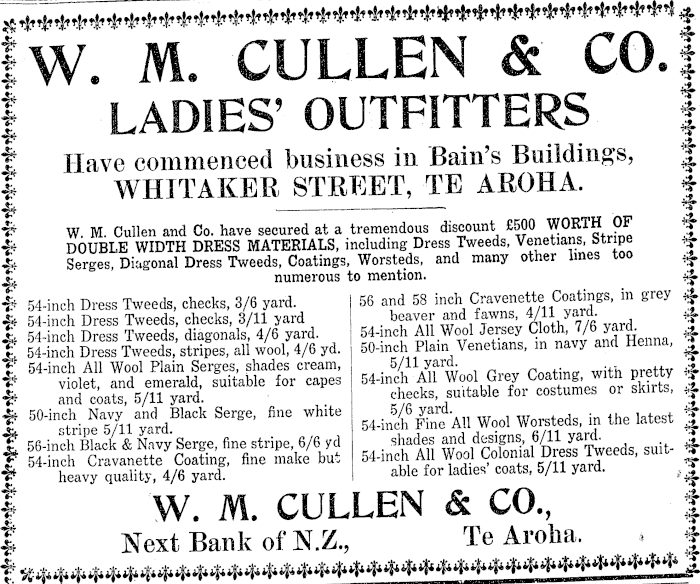 W. M. CULLEN & CO.
LADIES' OUTFITTERS
Have commenced business in Bain's Buildings,
WHITAKER STREET, TE AROHA.
W. M. Cullen and Co. have secured at a tremendous discount £500 WORTH OF
DOUBLE WIDTH DRESS MATERIALS, including Dress Tweeds, Venetians, Stripe
Serges, Diagonal Dress Tweeds, Coatings, Worsteds, and many other lines too
numerous to mention.
54-inch Dress Tweeds, checks, 3/6 yard.
54-inch Dress Tweeds, checks, 3/11 yard
54-inch Dress Tweeds, diagonals, 4/6 yard.
54-inch Dress Tweeds, stripes, all wool, 4/6 yd.
54-inch All Wool Plain Serges, shades cream,
violet, and emerald, suitable for capes
and coats, 5/11 yard.
50-inch Navy and Black Serge, fine white
stripe 5/11 yard.
56-inch Black & Navy Serge, fine stripe, 6/6 yd
54-inch Cravanette Coating, fine make but
heavy quality, 4/6 yard.
56 and 58 inch Cravenette Coatings, in grey
beaver and fawns, 4/11 yard.
54-inch All Wool Jersey Cloth, 7/6 yard.
50-inch Plain Venetians, in navy and Henna,
5/11 yard.
54-inch All Wool Grey Coating, with pretty
checks, suitable for costumes or skirts,
5/6 yard.
54-inch Fine All Wool Worsteds, in the latest
shades and designs, 6/11 yard.
54-inch All Wool Colonial Dress Tweeds, suit-
able for ladies' coats, 5/11 yard.
W. M. CULLEN & CO.,
Next Bank of N.Z., Te Aroha.